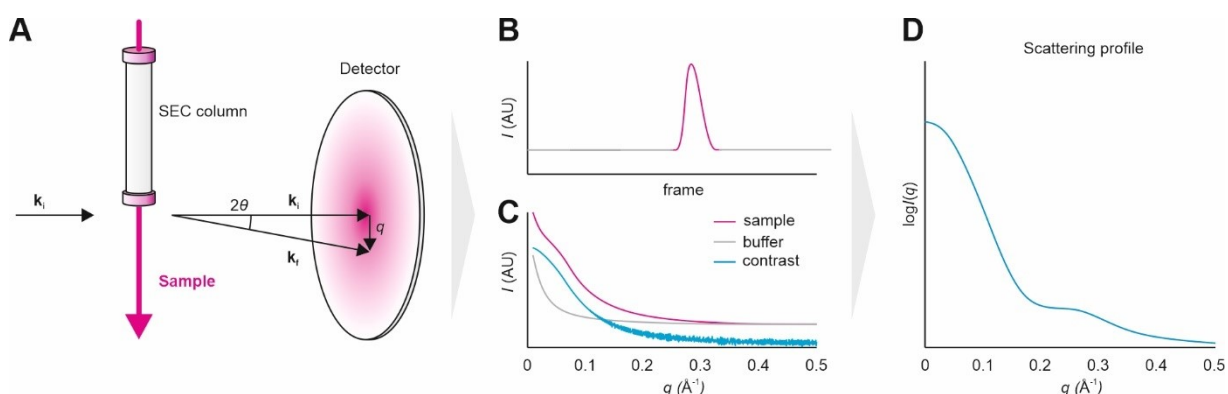 A
SEC column
k_i
2θ
k_i
q
k_f
Sample
Detector
B
I (AU)
frame
C
I (AU)
sample
buffer
contrast
0 0.1 0.2 0.3 0.4 0.5
q (Å⁻¹)
D
Scattering profile
logI(q)
0 0.1 0.2 0.3 0.4 0.5
q (Å⁻¹)